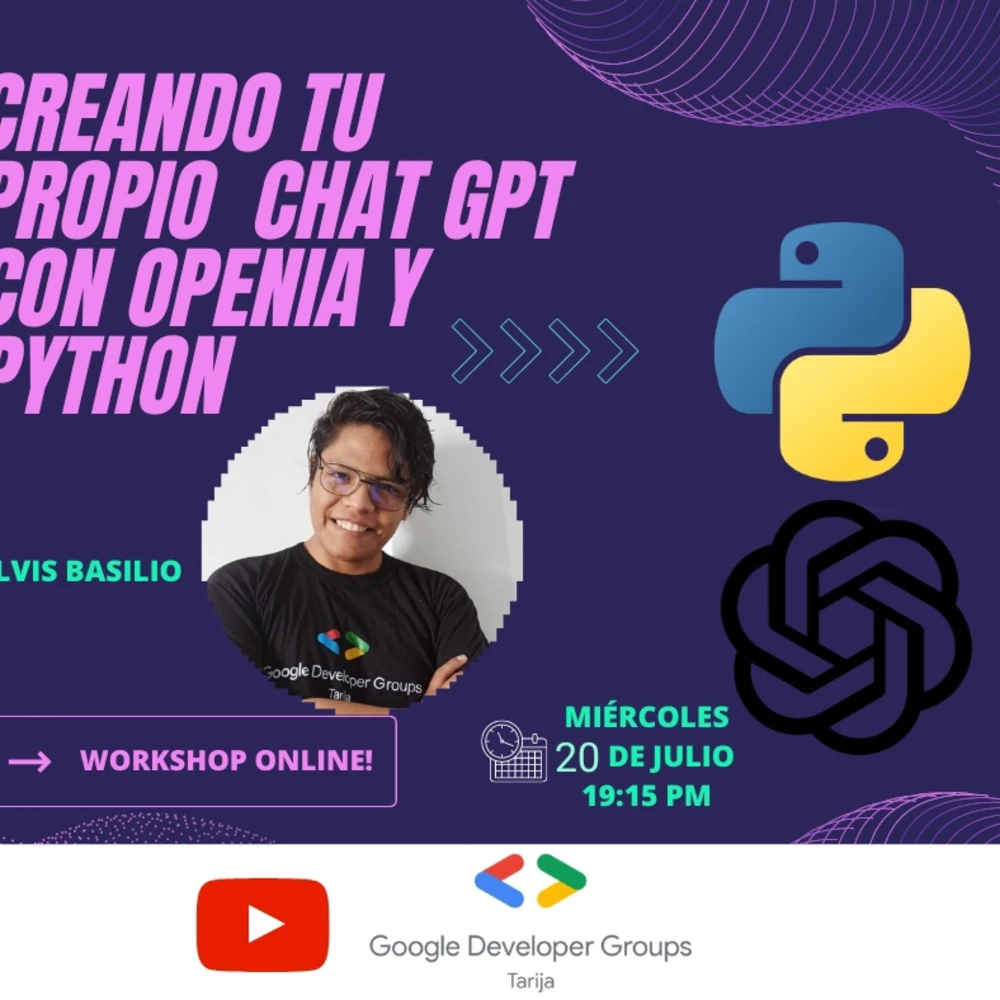 CREANDO TU
PROPIO CHAT GPT
CON OPENIA Y
PYTHON
LVIS BASILIO
Google Developer Groups
Tarija
WORKSHOP ONLINE!
MIÉRCOLES
20 DE JULIO
19:15 PM
Google Developer Groups
Tarija